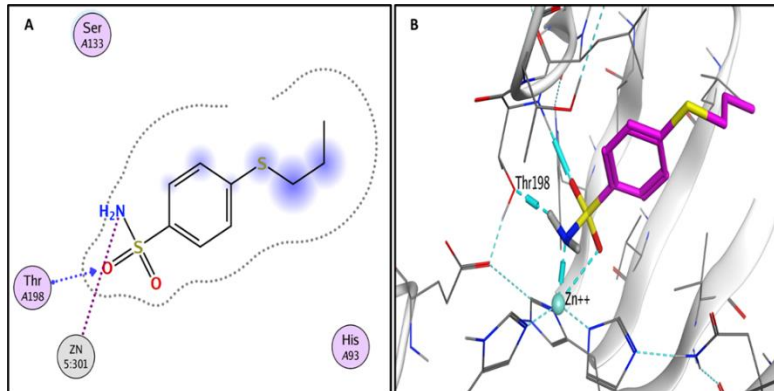 A
Ser
A133
S
H₂N
S
O
O
Thr
A198
ZN
5:301
His
A93
B
Thr198
Zn++